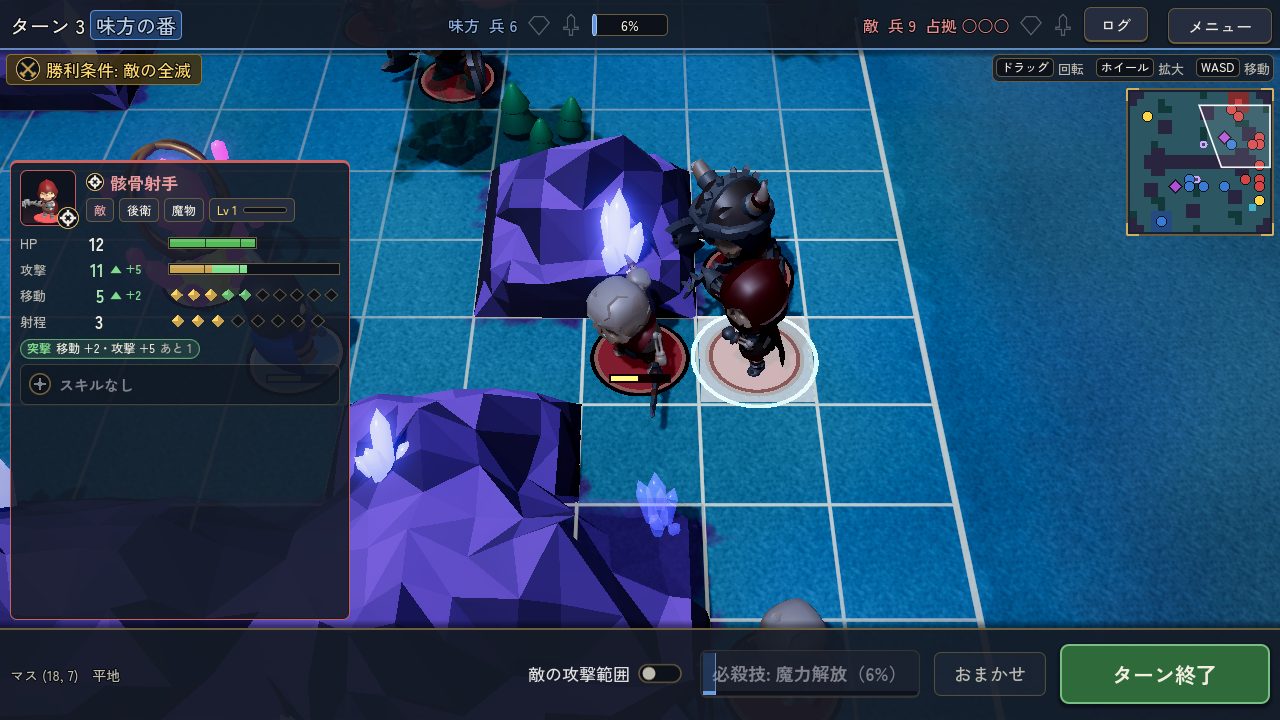 ターン 3 味方の番 味方 兵 6 6% 敵 兵 9 占拠 ○○○ ログ メニュー
勝利条件: 敵の全滅 ドラッグ 回転 ホイール 拡大 WASD 移動
骸骨射手
敵 後衛 魔物 Lv 1
HP 12
攻撃 11 ▲ +5
移動 5 ▲ +2
射程 3
突撃 移動 +2・攻撃 +5 あと 1
スキルなし
マス (18, 7) 平地 敵の攻撃範囲 必殺技: 魔力解放（6%） おまかせ ターン終了